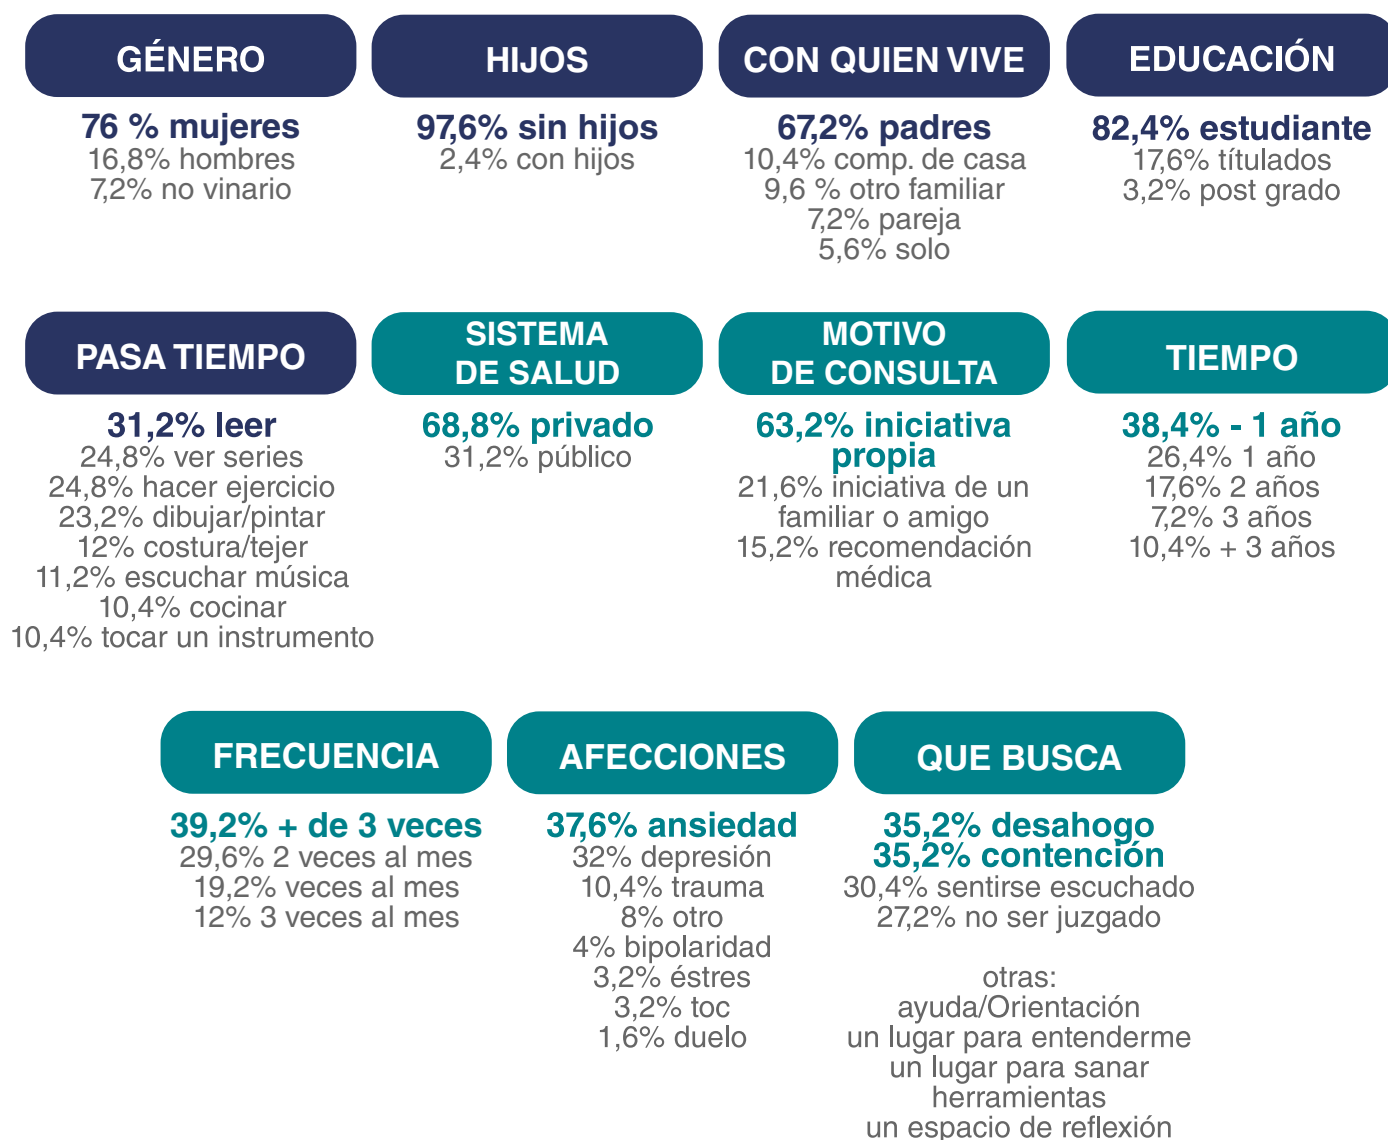 GÉNERO
76 % mujeres
16,8% hombres
7,2% no vinario
HIJOS
97,6% sin hijos
2,4% con hijos
CON QUIEN VIVE
67,2% padres
10,4% comp. de casa
9,6 % otro familiar
7,2% pareja
5,6% solo
EDUCACIÓN
82,4% estudiante
17,6% títulados
3,2% post grado
PASA TIEMPO
31,2% leer
24,8% ver series
24,8% hacer ejercicio
23,2% dibujar/pintar
12% costura/tejer
11,2% escuchar música
10,4% cocinar
10,4% tocar un instrumento
SISTEMA
DE SALUD
68,8% privado
31,2% público
MOTIVO
DE CONSULTA
63,2% iniciativa
propia
21,6% iniciativa de un
familiar o amigo
15,2% recomendación
médica
TIEMPO
38,4% - 1 año
26,4% 1 año
17,6% 2 años
7,2% 3 años
10,4% + 3 años
FRECUENCIA
39,2% + de 3 veces
29,6% 2 veces al mes
19,2% veces al mes
12% 3 veces al mes
AFECCIONES
37,6% ansiedad
32% depresión
10,4% trauma
8% otro
4% bipolaridad
3,2% éstres
3,2% toc
1,6% duelo
QUE BUSCA
35,2% desahogo
35,2% contención
30,4% sentirse escuchado
27,2% no ser juzgado
otras:
ayuda/Orientación
un lugar para entenderme
un lugar para sanar
herramientas
un espacio de reflexión